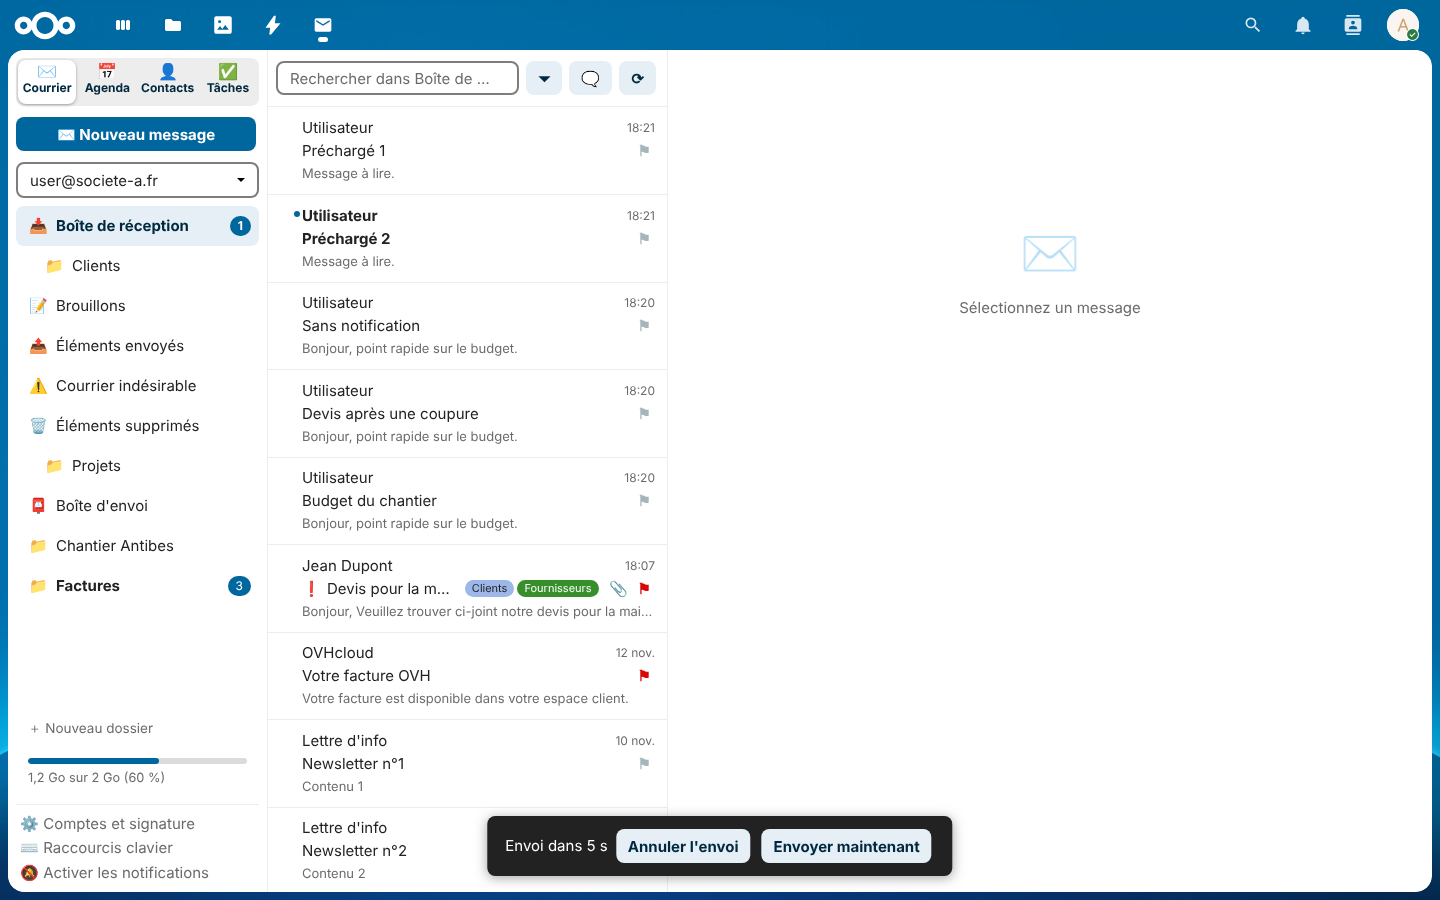 A
Courrier
Agenda
Contacts
Tâches
Nouveau message
user@societe-a.fr
Boîte de réception 1
Clients
Brouillons
Éléments envoyés
Courrier indésirable
Éléments supprimés
Projets
Boîte d'envoi
Chantier Antibes
Factures 3
+ Nouveau dossier
1,2 Go sur 2 Go (60 %)
Comptes et signature
Raccourcis clavier
Activer les notifications
Rechercher dans Boîte de ...
Utilisateur 18:21
Préchargé 1
Message à lire.
Utilisateur 18:21
Préchargé 2
Message à lire.
Utilisateur 18:20
Sans notification
Bonjour, point rapide sur le budget.
Utilisateur 18:20
Devis après une coupure
Bonjour, point rapide sur le budget.
Utilisateur 18:20
Budget du chantier
Bonjour, point rapide sur le budget.
Jean Dupont 18:07
Devis pour la m... Clients Fournisseurs
Bonjour, Veuillez trouver ci-joint notre devis pour la mai...
OVHcloud 12 nov.
Votre facture OVH
Votre facture est disponible dans votre espace client.
Lettre d'info 10 nov.
Newsletter n°1
Contenu 1
Lettre d'info
Newsletter n°2
Contenu 2
Sélectionnez un message
Envoi dans 5 s Annuler l'envoi Envoyer maintenant